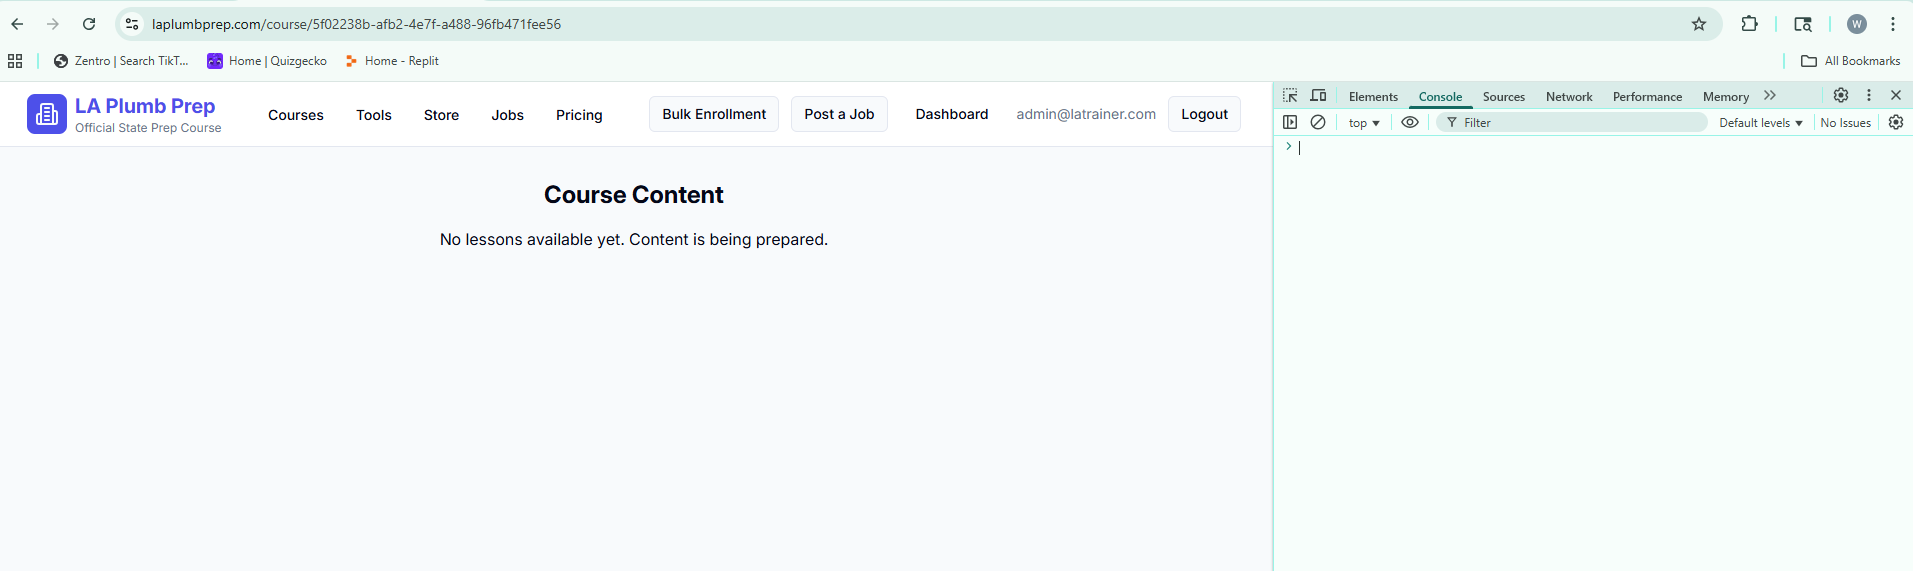 laplumbprep.com/course/5f02238b-afb2-4e7f-a488-96fb471fee56
W
Zentro | Search TikT...
Home | Quizgecko
Home - Replit
All Bookmarks
LA Plumb Prep
Official State Prep Course
Courses
Tools
Store
Jobs
Pricing
Bulk Enrollment
Post a Job
Dashboard
admin@latrainer.com
Logout
Course Content
No lessons available yet. Content is being prepared.
Elements
Console
Sources
Network
Performance
Memory
top
Filter
Default levels
No Issues